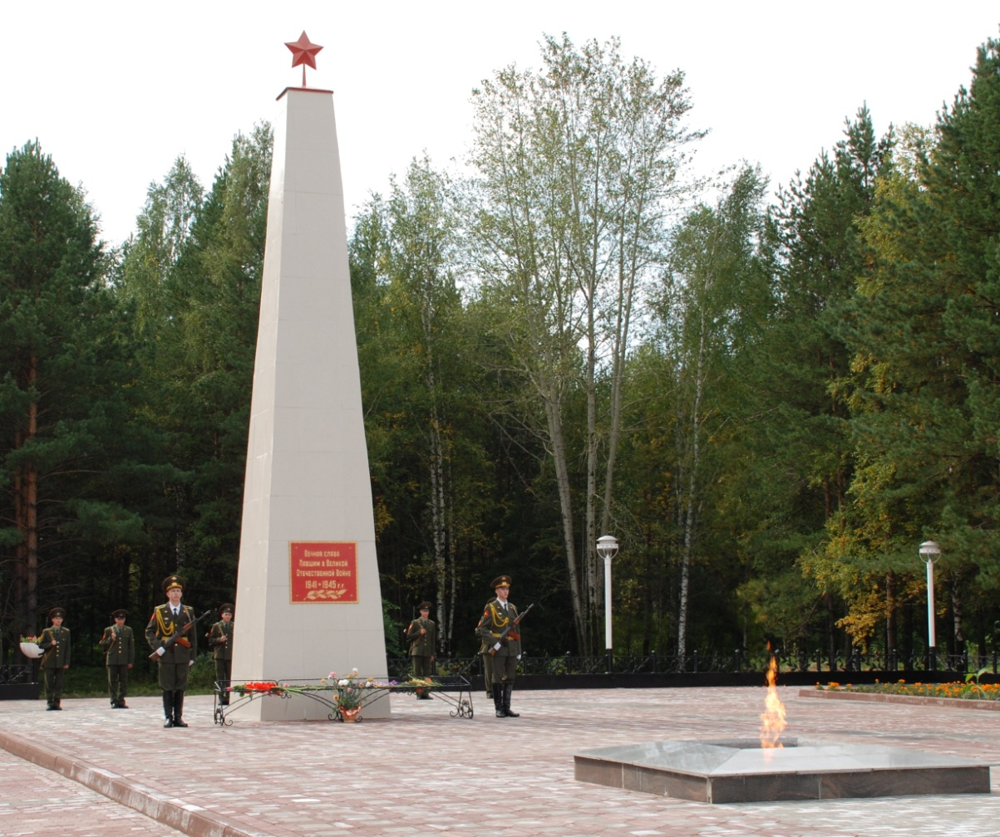 Вечная слава
Павшим в Великой
Отечественной Войне
1941 - 1945 г.г